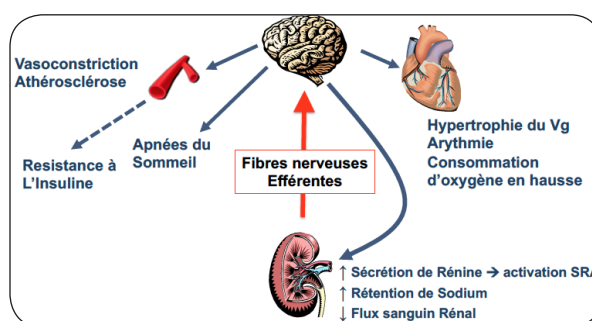 Vasoconstriction
Athérosclérose
Resistance à
L'Insuline
Apnées du
Sommeil
Fibres nerveuses
Efférentes
Hypertrophie du Vg
Arythmie
Consommation
d'oxygène en hausse
↑ Sécrétion de Rénine → activation SRA
↑ Rétention de Sodium
↓ Flux sanguin Rénal